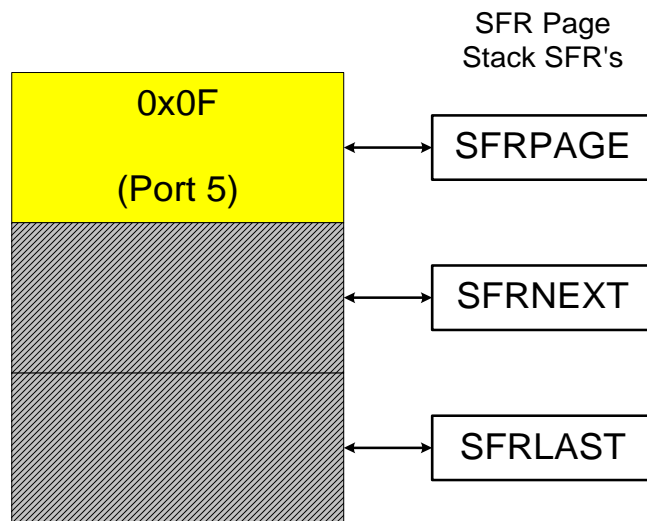 SFR Page
Stack SFR's
0x0F
(Port 5)
SFRPAGE
SFRNEXT
SFRLAST